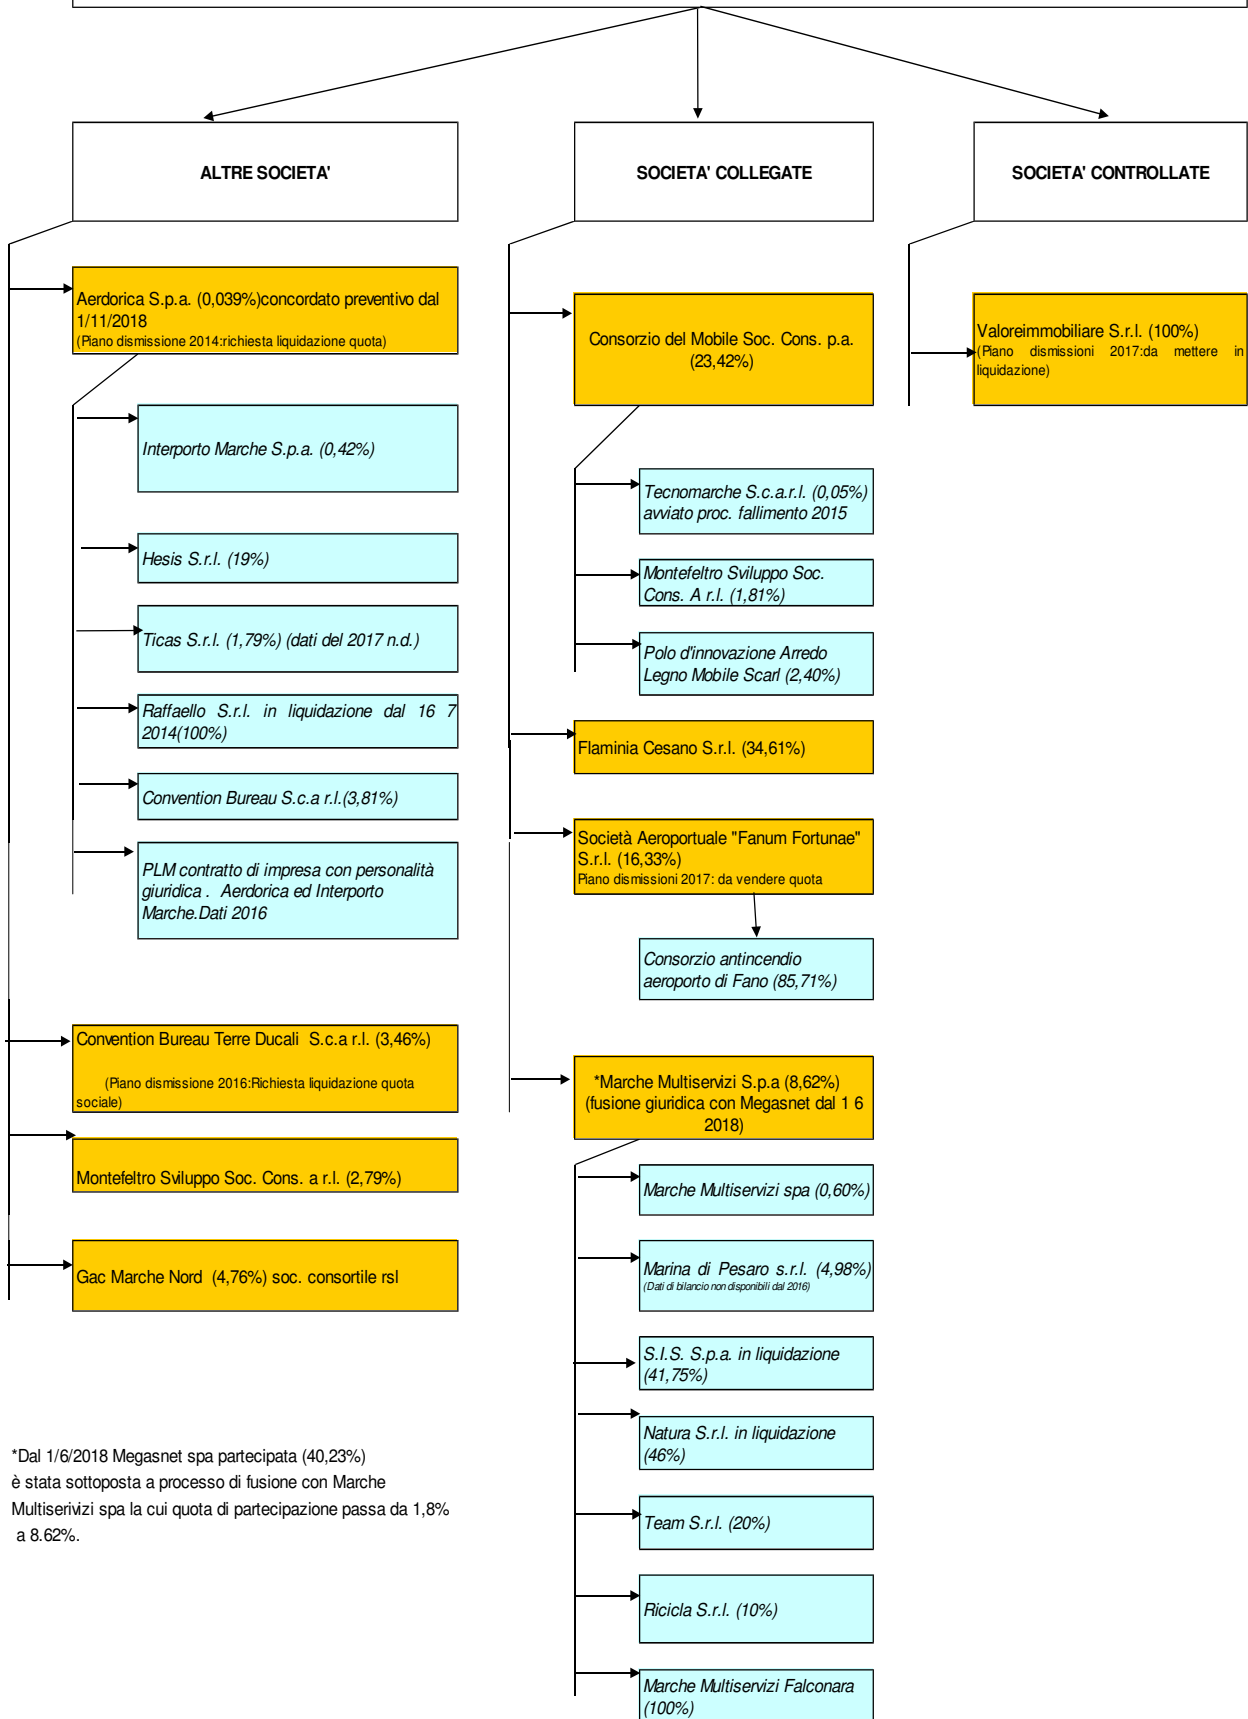 ALTRE SOCIETA'
SOCIETA' COLLEGATE
SOCIETA' CONTROLLATE
Aerdorica S.p.a. (0,039%)concordato preventivo dal
1/11/2018
(Piano dismissione 2014:richiesta liquidazione quota)
Interporto Marche S.p.a. (0,42%)
Hesis S.r.l. (19%)
Ticas S.r.l. (1,79%) (dati del 2017 n.d.)
Raffaello S.r.l. in liquidazione dal 16 7
2014(100%)
Convention Bureau S.c.a r.l.(3,81%)
PLM contratto di impresa con personalità
giuridica . Aerdorica ed Interporto
Marche.Dati 2016
Convention Bureau Terre Ducali S.c.a r.l. (3,46%)
(Piano dismissione 2016:Richiesta liquidazione quota
sociale)
Montefeltro Sviluppo Soc. Cons. a r.l. (2,79%)
Gac Marche Nord (4,76%) soc. consortile rsl
Consorzio del Mobile Soc. Cons. p.a.
(23,42%)
Tecnomarche S.c.a.r.l. (0,05%)
avviato proc. fallimento 2015
Montefeltro Sviluppo Soc.
Cons. A r.l. (1,81%)
Polo d'innovazione Arredo
Legno Mobile Scarl (2,40%)
Flaminia Cesano S.r.l. (34,61%)
Società Aeroportuale "Fanum Fortunae"
S.r.l. (16,33%)
Piano dismissioni 2017: da vendere quota
Consorzio antincendio
aeroporto di Fano (85,71%)
*Marche Multiservizi S.p.a (8,62%)
(fusione giuridica con Megasnet dal 1 6
2018)
Marche Multiservizi spa (0,60%)
Marina di Pesaro s.r.l. (4,98%)
(Dati di bilancio non disponibili dal 2016)
S.I.S. S.p.a. in liquidazione
(41,75%)
Natura S.r.l. in liquidazione
(46%)
Team S.r.l. (20%)
Ricicla S.r.l. (10%)
Marche Multiservizi Falconara
(100%)
Valoreimmobiliare S.r.l. (100%)
(Piano dismissioni 2017:da mettere in
liquidazione)
*Dal 1/6/2018 Megasnet spa partecipata (40,23%)
è stata sottoposta a processo di fusione con Marche
Multiserivizi spa la cui quota di partecipazione passa da 1,8%
a 8.62%.